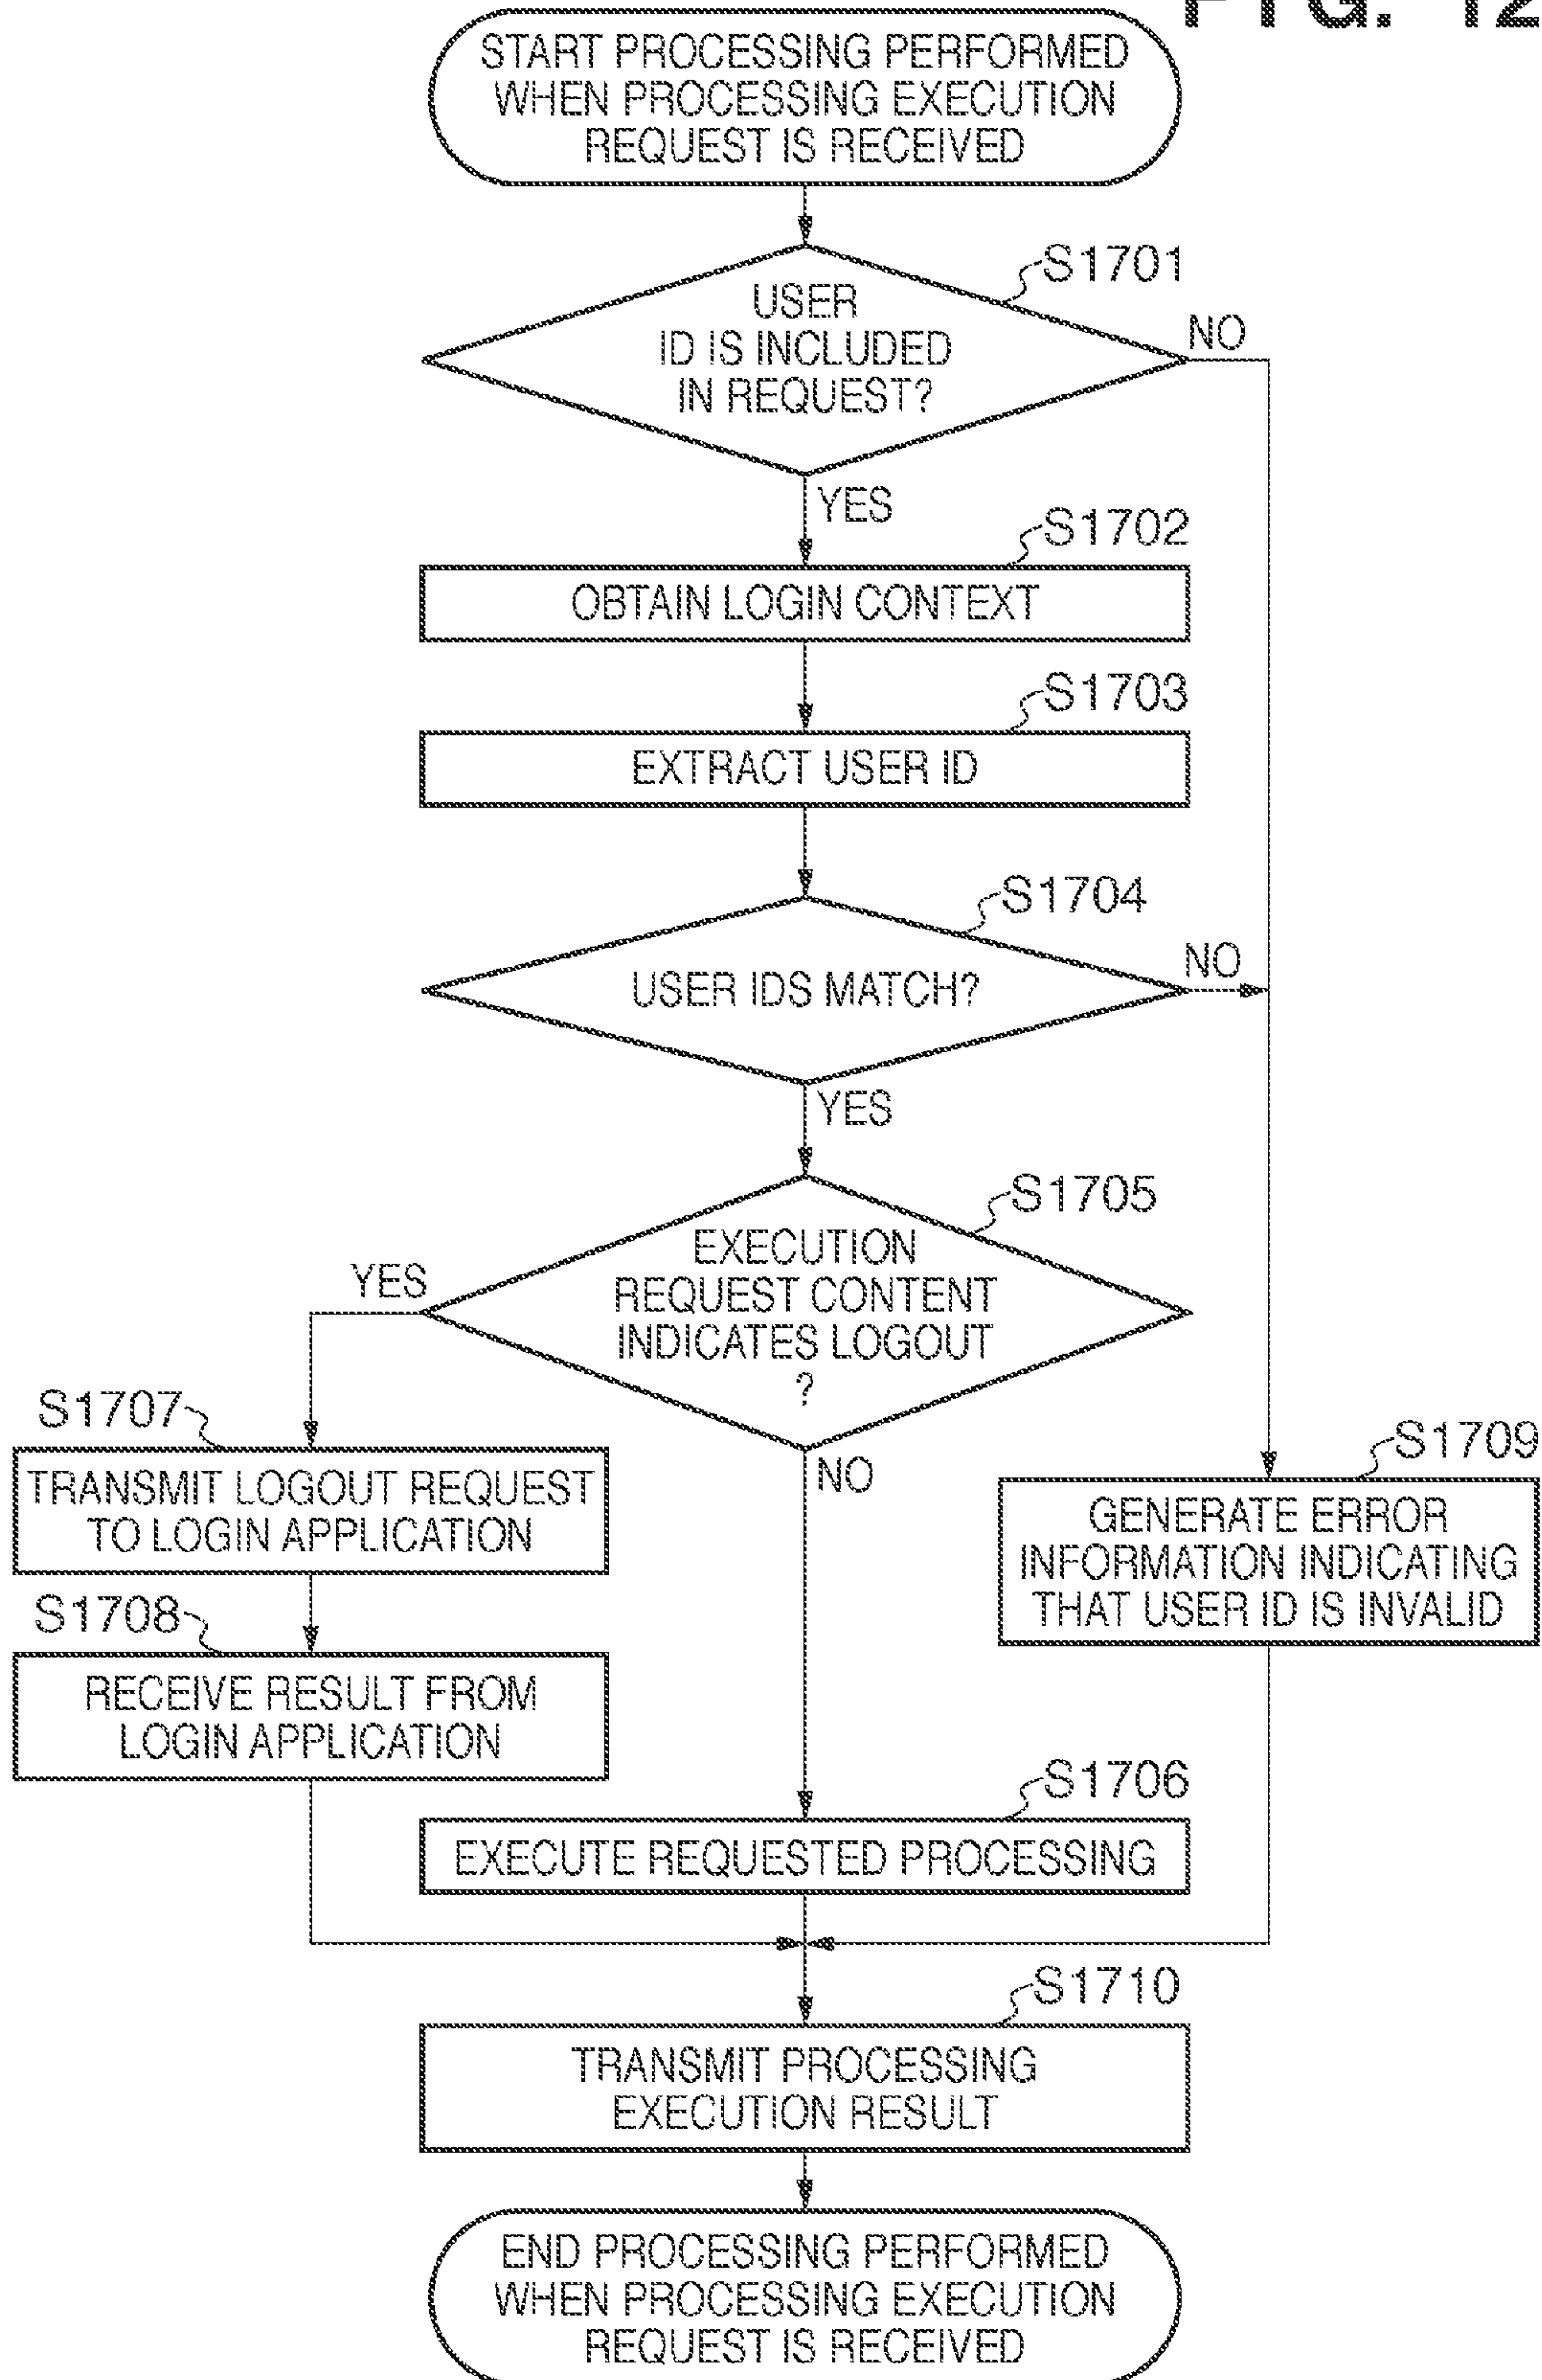 FIG. 12
START PROCESSING PERFORMED
WHEN PROCESSING EXECUTION
REQUEST IS RECEIVED
S1701
USER
ID IS INCLUDED
IN REQUEST?
NO
YES
S1702
OBTAIN LOGIN CONTEXT
S1703
EXTRACT USER ID
S1704
USER IDS MATCH?
NO
YES
S1705
EXECUTION
REQUEST CONTENT
INDICATES LOGOUT
?
YES
NO
S1707
TRANSMIT LOGOUT REQUEST
TO LOGIN APPLICATION
S1709
GENERATE ERROR
INFORMATION INDICATING
THAT USER ID IS INVALID
S1708
RECEIVE RESULT FROM
LOGIN APPLICATION
S1706
EXECUTE REQUESTED PROCESSING
S1710
TRANSMIT PROCESSING
EXECUTION RESULT
END PROCESSING PERFORMED
WHEN PROCESSING EXECUTION
REQUEST IS RECEIVED